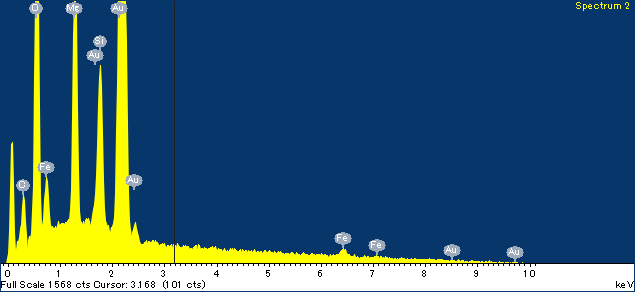 Spectrum 2
O Mg Au
Si
Au
Fe
Au
Fe
Fe
Au
Au
0 1 2 3 4 5 6 7 8 9 10
Full Scale 1568 cts Cursor: 3.168 (101 cts) keV